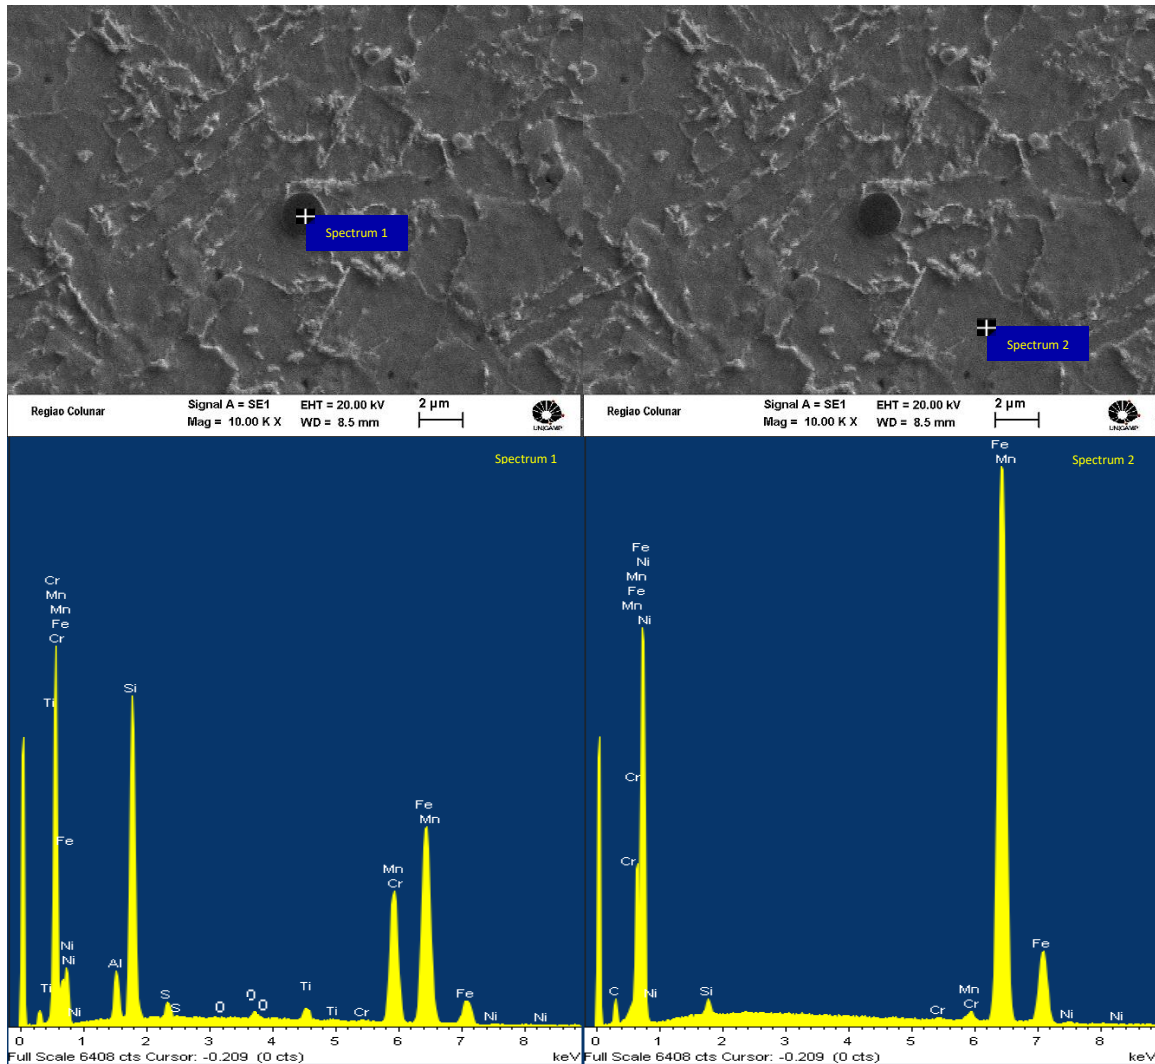 Spectrum 1
Spectrum 2
Regiao Colunar
Signal A = SE1
EHT = 20.00 kV
2 µm
Mag = 10.00 K X
WD = 8.5 mm
UNICAMP
Regiao Colunar
Signal A = SE1
EHT = 20.00 kV
2 µm
Mag = 10.00 K X
WD = 8.5 mm
UNICAMP
Spectrum 1
Cr
Mn
Mn
Fe
Cr
Ti
Si
Fe
Fe
Mn
Mn
Cr
Ni
Ni
Al
Ti
Ni
S
S
O
O
O
Ti
Ti
Cr
Fe
Ni
Ni
0 1 2 3 4 5 6 7 8
Full Scale 6408 cts Cursor: -0.209 (0 cts) keV
Spectrum 2
Fe
Mn
Fe
Ni
Mn
Fe
Mn
Ni
Cr
Cr
Fe
C
Ni
Si
Cr
Mn
Cr
Ni
Ni
0 1 2 3 4 5 6 7 8
Full Scale 6408 cts Cursor: -0.209 (0 cts) keV